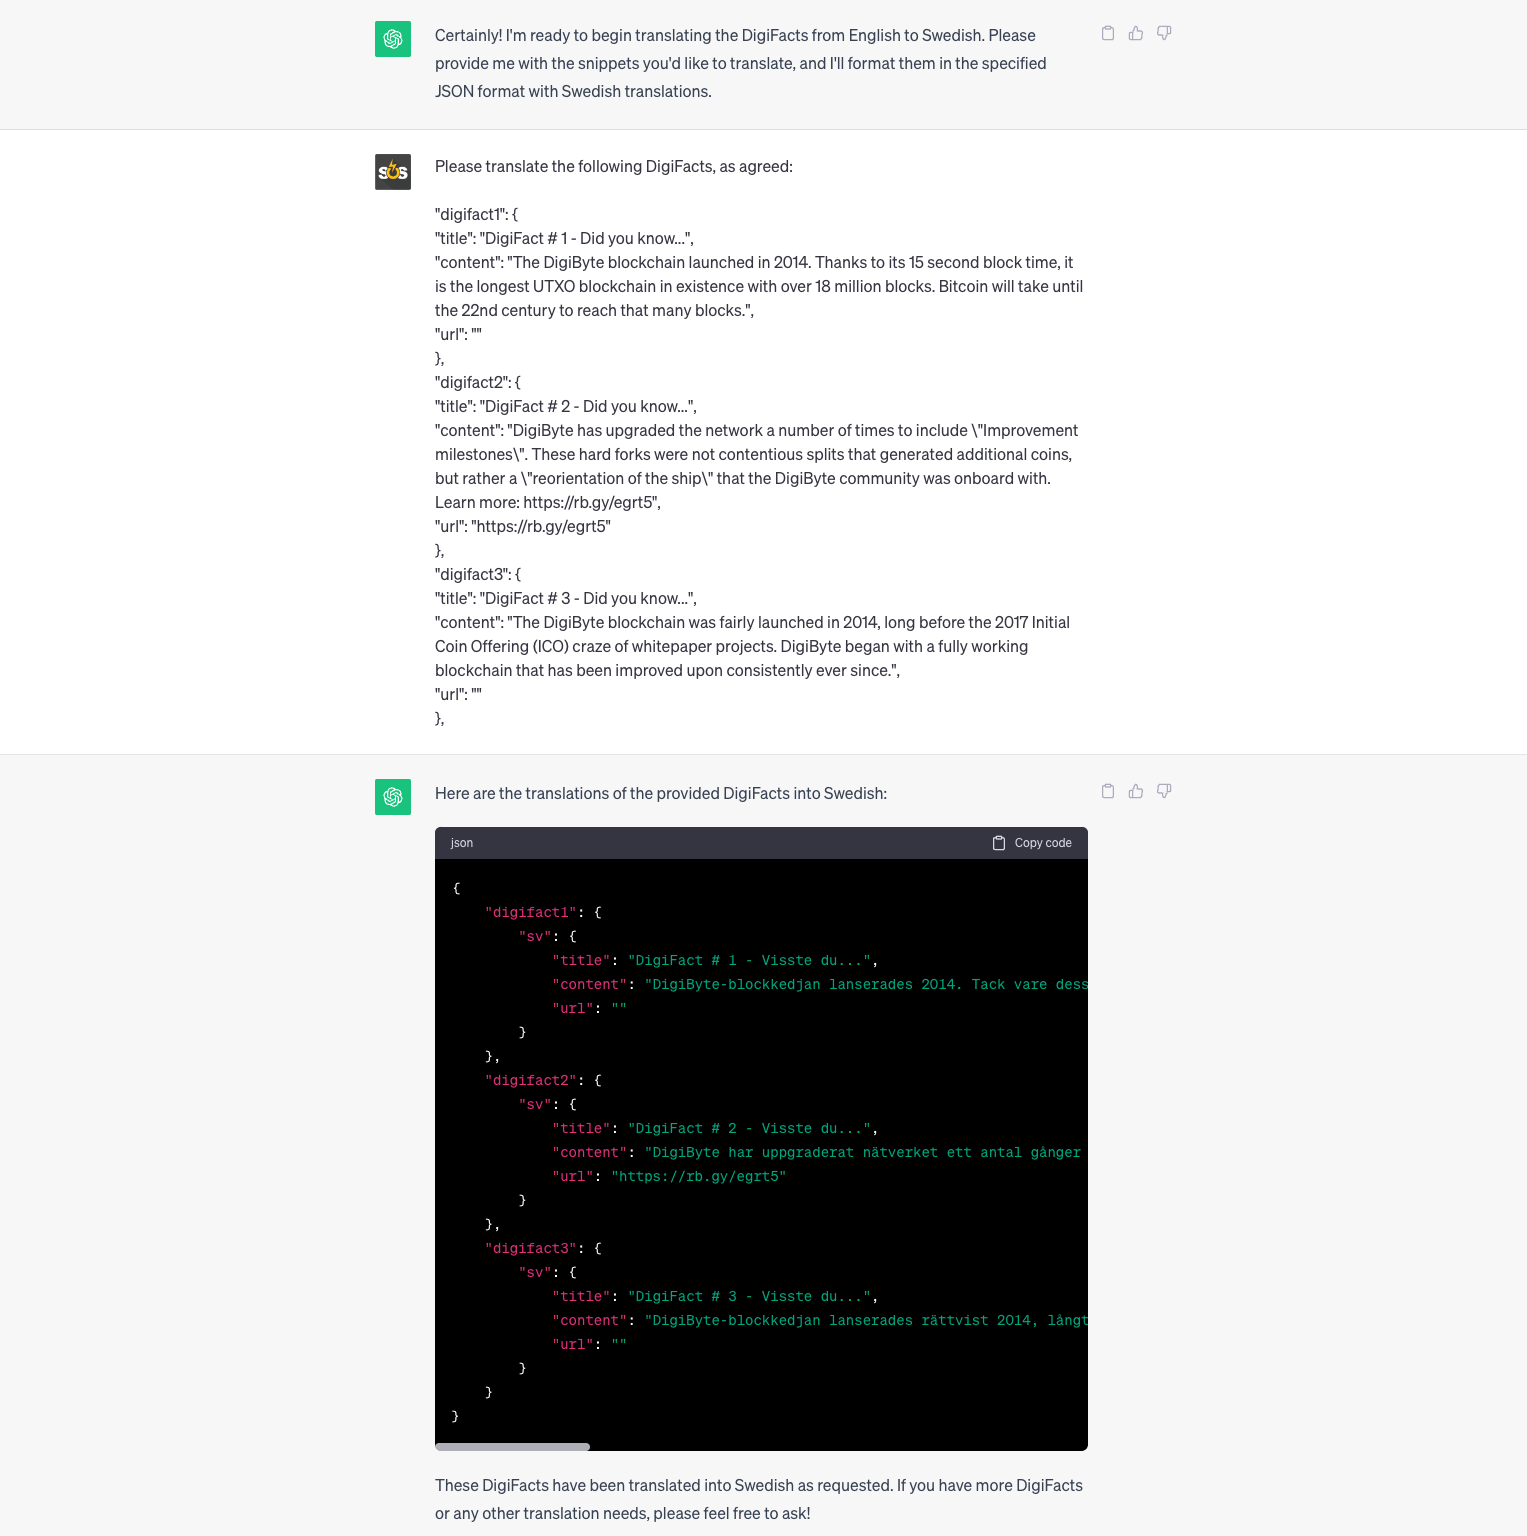 Certainly! I'm ready to begin translating the DigiFacts from English to Swedish. Please
provide me with the snippets you'd like to translate, and I'll format them in the specified
JSON format with Swedish translations.
SOS
Please translate the following DigiFacts, as agreed:
"digifact1": {
"title": "DigiFact # 1 - Did you know...",
"content": "The DigiByte blockchain launched in 2014. Thanks to its 15 second block time, it
is the longest UTXO blockchain in existence with over 18 million blocks. Bitcoin will take until
the 22nd century to reach that many blocks.",
"url": ""
},
"digifact2": {
"title": "DigiFact # 2 - Did you know...",
"content": "DigiByte has upgraded the network a number of times to include \"Improvement
milestones\". These hard forks were not contentious splits that generated additional coins,
but rather a \"reorientation of the ship\" that the DigiByte community was onboard with.
Learn more: https://rb.gy/egrt5",
"url": "https://rb.gy/egrt5"
},
"digifact3": {
"title": "DigiFact # 3 - Did you know...",
"content": "The DigiByte blockchain was fairly launched in 2014, long before the 2017 Initial
Coin Offering (ICO) craze of whitepaper projects. DigiByte began with a fully working
blockchain that has been improved upon consistently ever since.",
"url": ""
},
Here are the translations of the provided DigiFacts into Swedish:
json Copy code
{
"digifact1": {
"sv": {
"title": "DigiFact # 1 - Visste du...",
"content": "DigiByte-blockkedjan lanserades 2014. Tack vare dess
"url": ""
}
},
"digifact2": {
"sv": {
"title": "DigiFact # 2 - Visste du...",
"content": "DigiByte har uppgraderat nätverket ett antal gånger
"url": "https://rb.gy/egrt5"
}
},
"digifact3": {
"sv": {
"title": "DigiFact # 3 - Visste du...",
"content": "DigiByte-blockkedjan lanserades rättvist 2014, långt
"url": ""
}
}
}
These DigiFacts have been translated into Swedish as requested. If you have more DigiFacts
or any other translation needs, please feel free to ask!